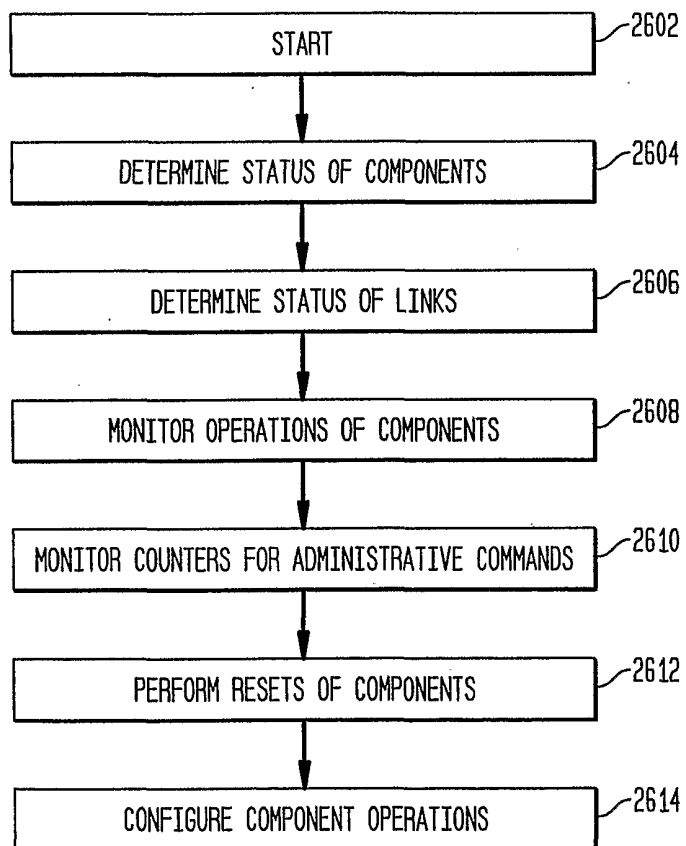 START
2602
DETERMINE STATUS OF COMPONENTS
2604
DETERMINE STATUS OF LINKS
2606
MONITOR OPERATIONS OF COMPONENTS
2608
MONITOR COUNTERS FOR ADMINISTRATIVE COMMANDS
2610
PERFORM RESETS OF COMPONENTS
2612
CONFIGURE COMPONENT OPERATIONS
2614